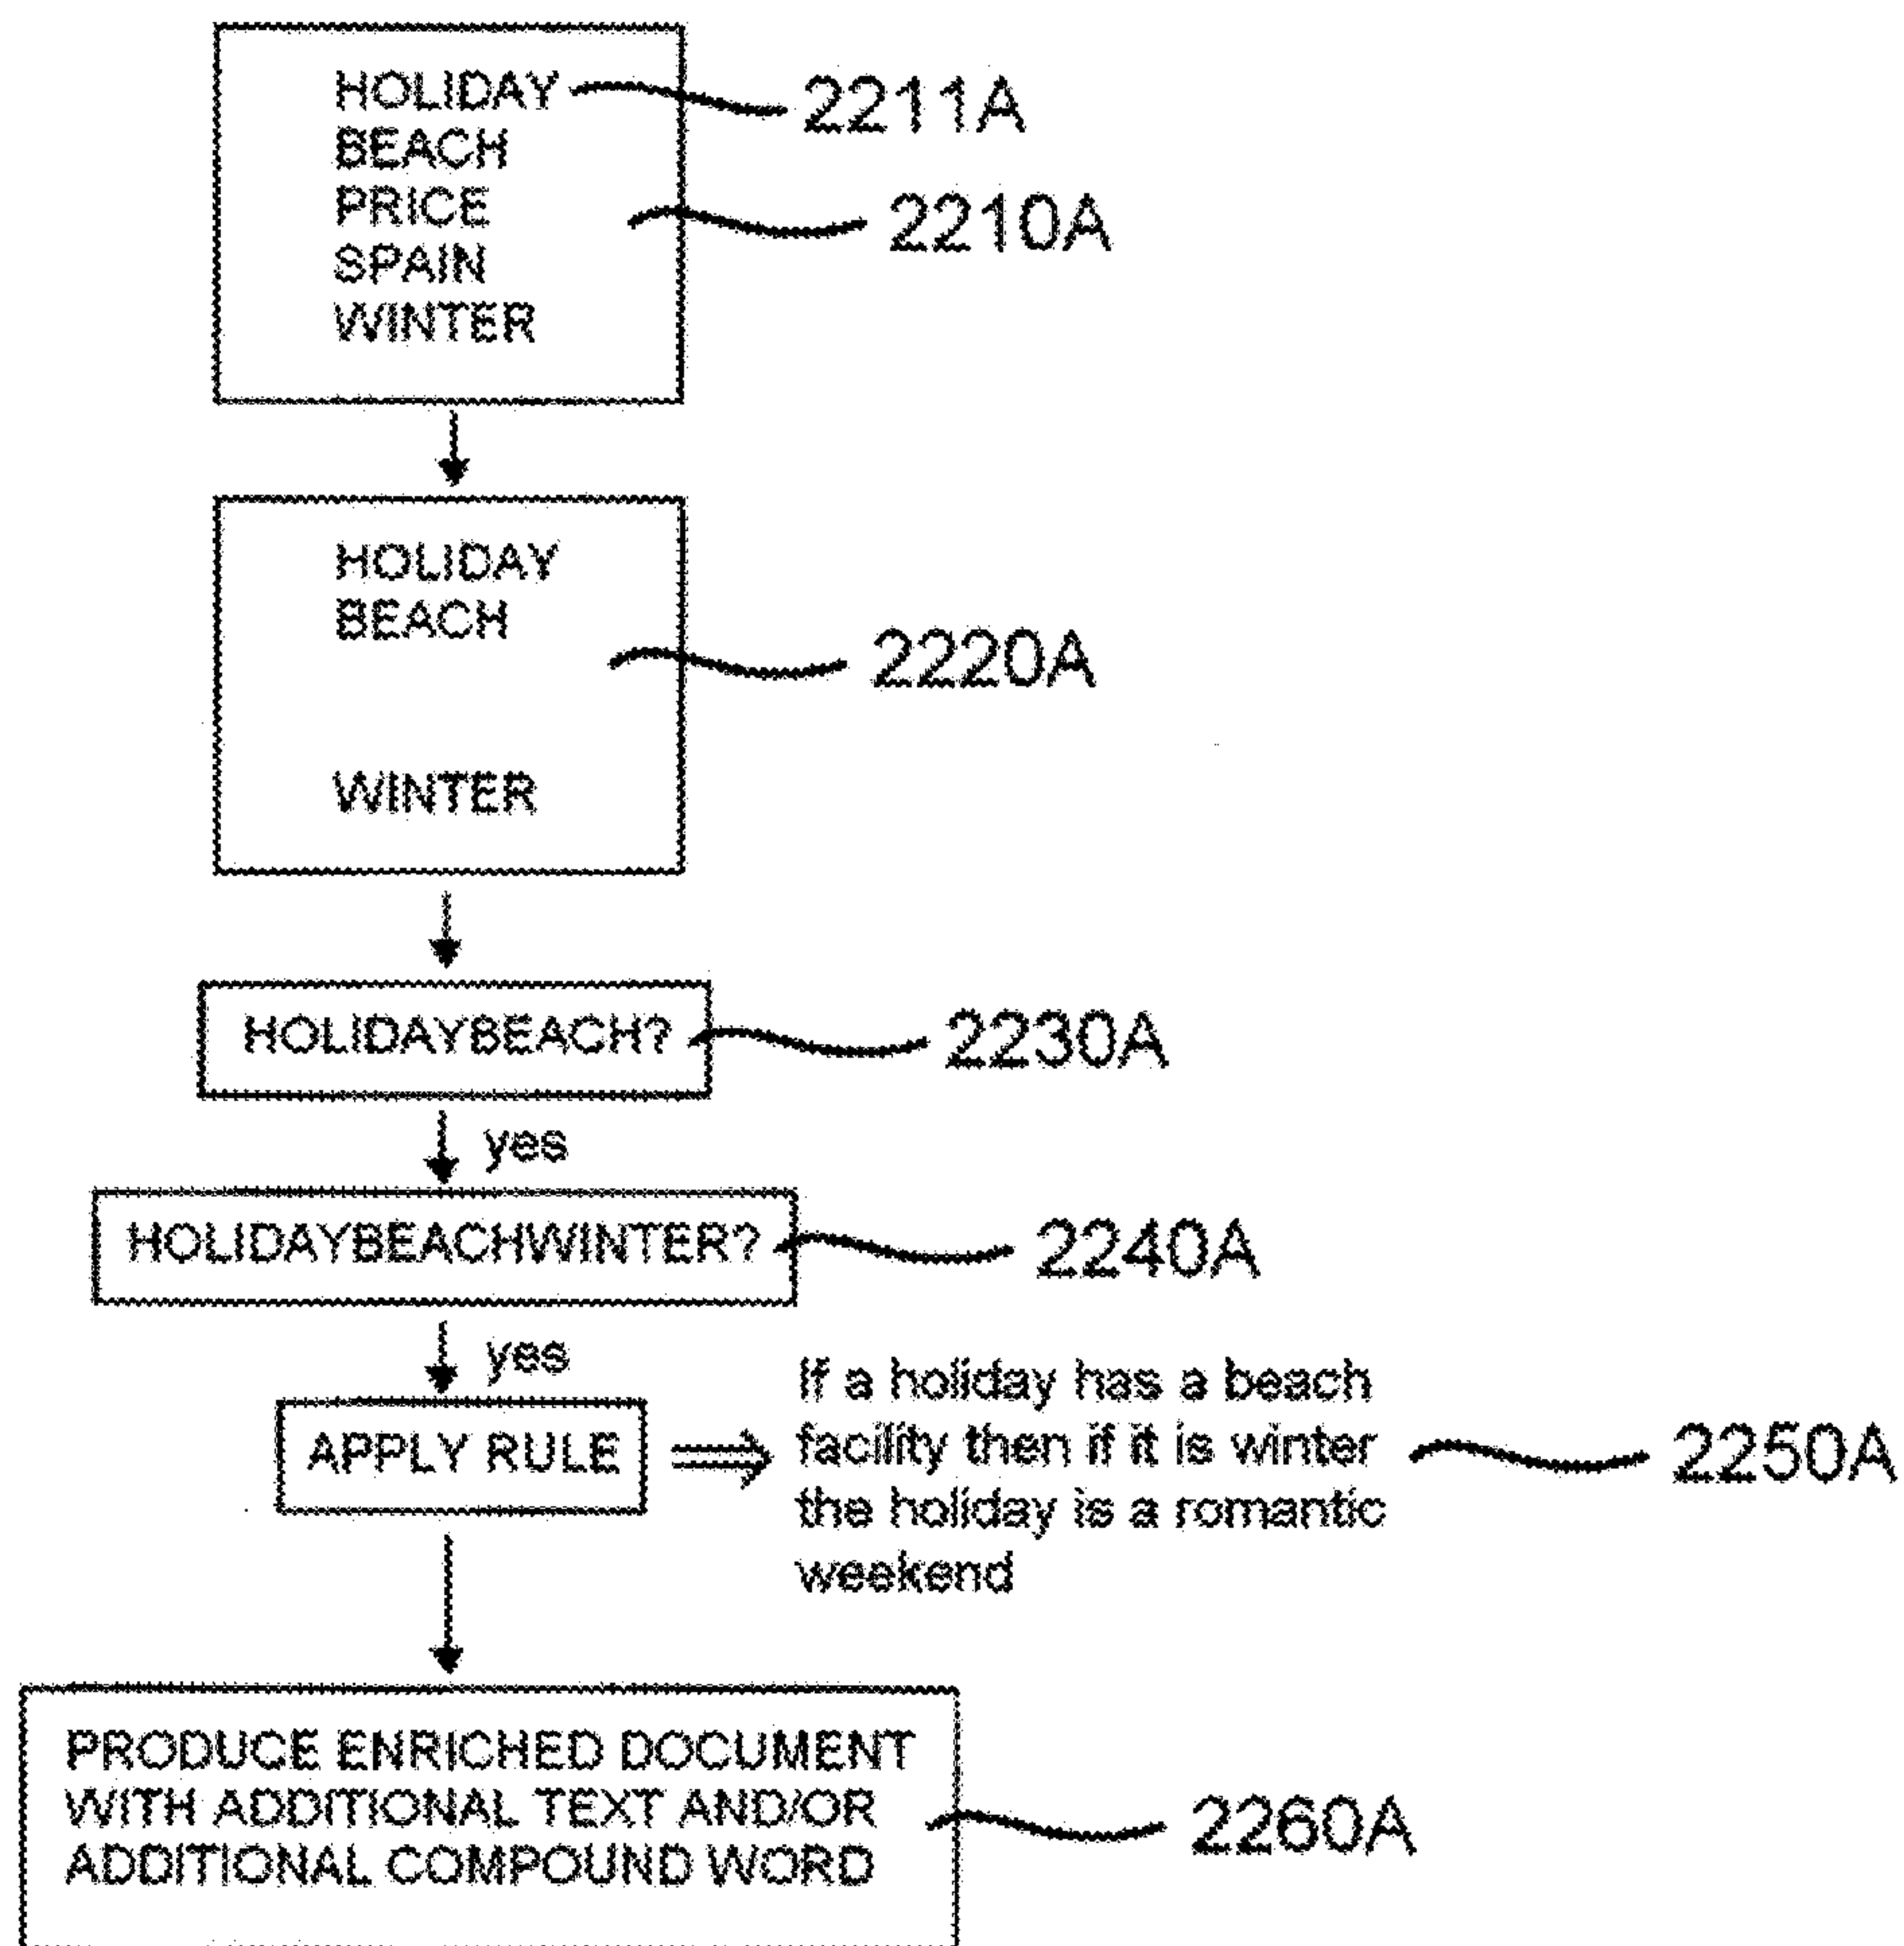 HOLIDAY 2211A
BEACH
PRICE 2210A
SPAIN
WINTER
HOLIDAY
BEACH
2220A
WINTER
HOLIDAYBEACH? 2230A
yes
HOLIDAYBEACHWINTER? 2240A
yes
APPLY RULE
If a holiday has a beach
facility then if it is winter
the holiday is a romantic
weekend
2250A
PRODUCE ENRICHED DOCUMENT
WITH ADDITIONAL TEXT AND/OR
ADDITIONAL COMPOUND WORD
2260A